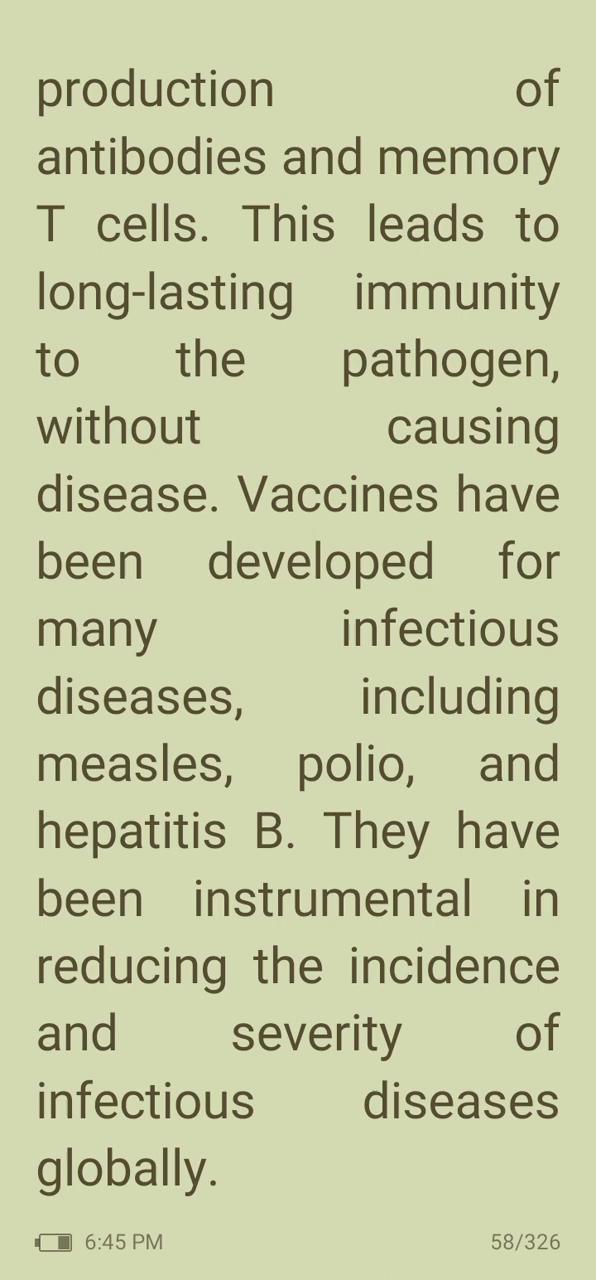 production of
antibodies and memory
T cells. This leads to
long-lasting immunity
to the pathogen,
without causing
disease. Vaccines have
been developed for
many infectious
diseases, including
measles, polio, and
hepatitis B. They have
been instrumental in
reducing the incidence
and severity of
infectious diseases
globally.
6:45 PM 58/326